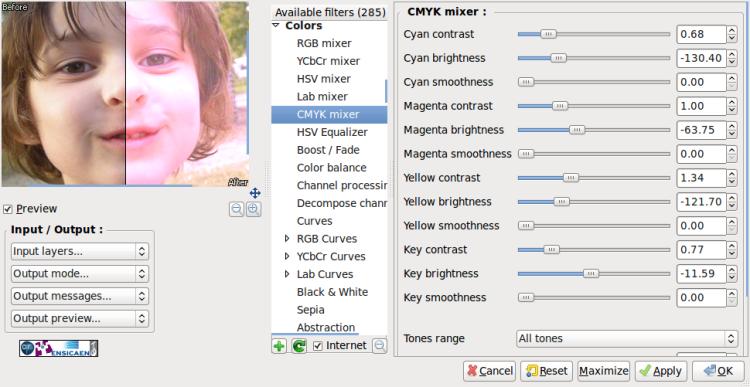 Before
After
Preview
Input / Output :
Input layers...
Output mode...
Output messages...
Output preview...
ENSICAEN
Available filters (285)
Colors
RGB mixer
YCbCr mixer
HSV mixer
Lab mixer
CMYK mixer
HSV Equalizer
Boost / Fade
Color balance
Channel processin
Decompose chann
Curves
RGB Curves
YCbCr Curves
Lab Curves
Black & White
Sepia
Abstraction
Internet
CMYK mixer :
Cyan contrast 0.68
Cyan brightness -130.40
Cyan smoothness 0.00
Magenta contrast 1.00
Magenta brightness -63.75
Magenta smoothness 0.00
Yellow contrast 1.34
Yellow brightness -121.70
Yellow smoothness 0.00
Key contrast 0.77
Key brightness -11.59
Key smoothness 0.00
Tones range All tones
Cancel Reset Maximize Apply OK